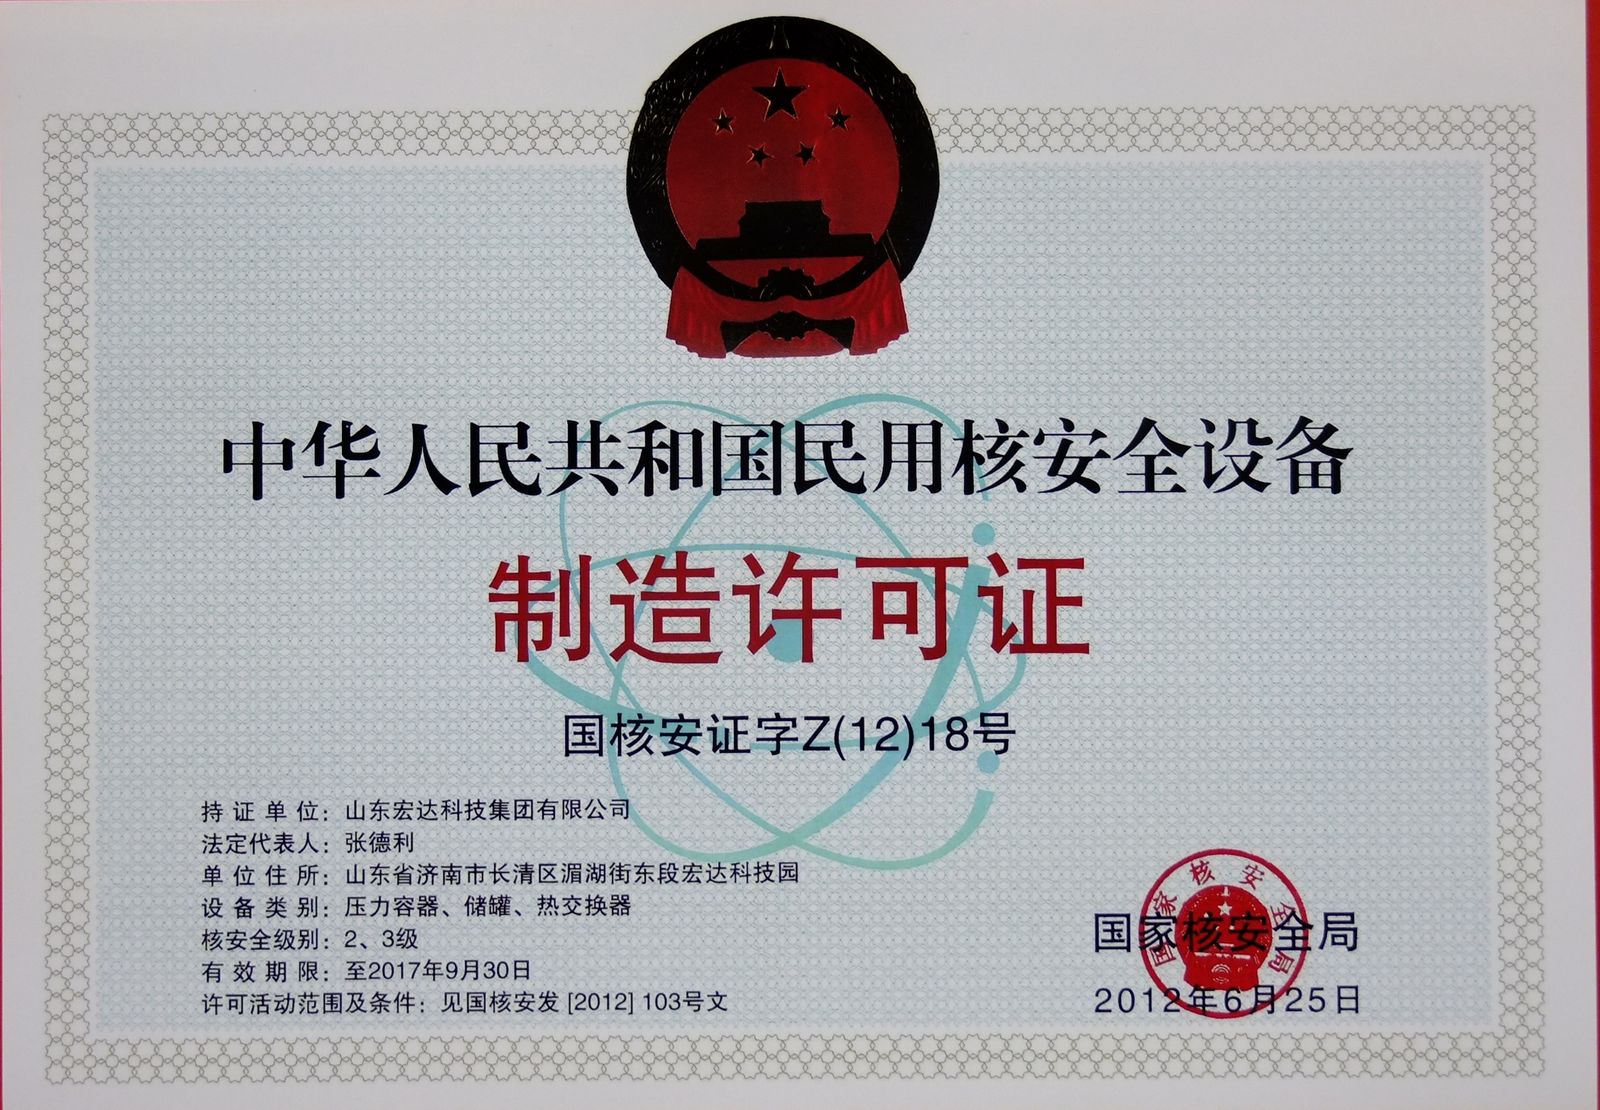 中华人民共和国民用核安全设备
制造许可证
国核安证字Z(12)18号
持证单位：山东宏达科技集团有限公司
法定代表人：张德利
单位住所：山东省济南市长清区湄湖街东段宏达科技园
设备类别：压力容器、储罐、热交换器
核安全级别：2、3级
有效期限：至2017年9月30日
许可活动范围及条件：见国核安发 [2012] 103号文
国家核安全局
国家核安全局
2012年6月25日